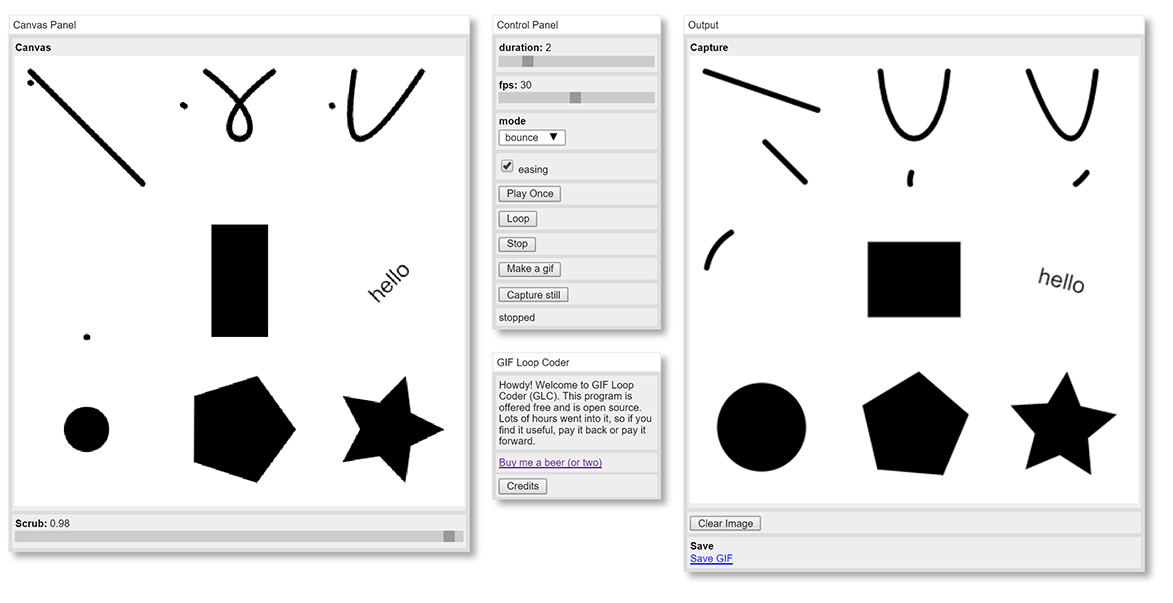 Canvas Panel
Canvas
hello
Scrub: 0.98
Control Panel
duration: 2
fps: 30
mode
bounce
easing
Play Once
Loop
Stop
Make a gif
Capture still
stopped
GIF Loop Coder
Howdy! Welcome to GIF Loop
Coder (GLC). This program is
offered free and is open source.
Lots of hours went into it, so if you
find it useful, pay it back or pay it
forward.
Buy me a beer (or two)
Credits
Output
Capture
hello
Clear Image
Save
Save GIF